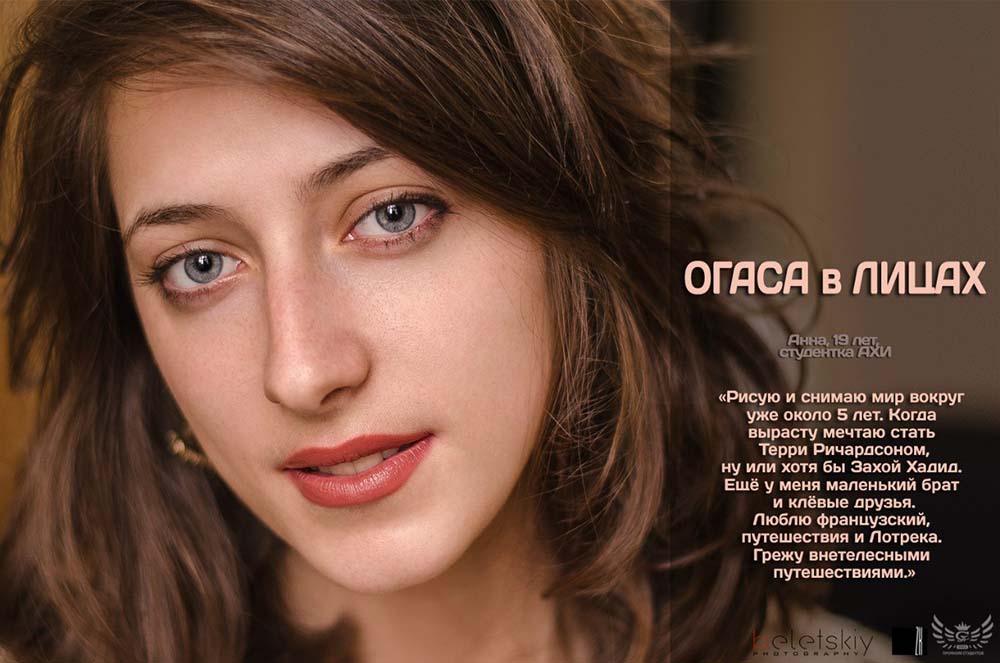 ОГАСА в ЛИЦАХ
Анна, 19 лет,
студентка АХИ
«Рисую и снимаю мир вокруг
уже около 5 лет. Когда
вырасту мечтаю стать
Терри Ричардсоном,
ну или хотя бы Захой Хадид.
Ещё у меня маленький брат
и клёвые друзья.
Люблю французский,
путешествия и Лотрека.
Грежу внетелесными
путешествиями.»
beletskiy
PHOTOGRAPHY